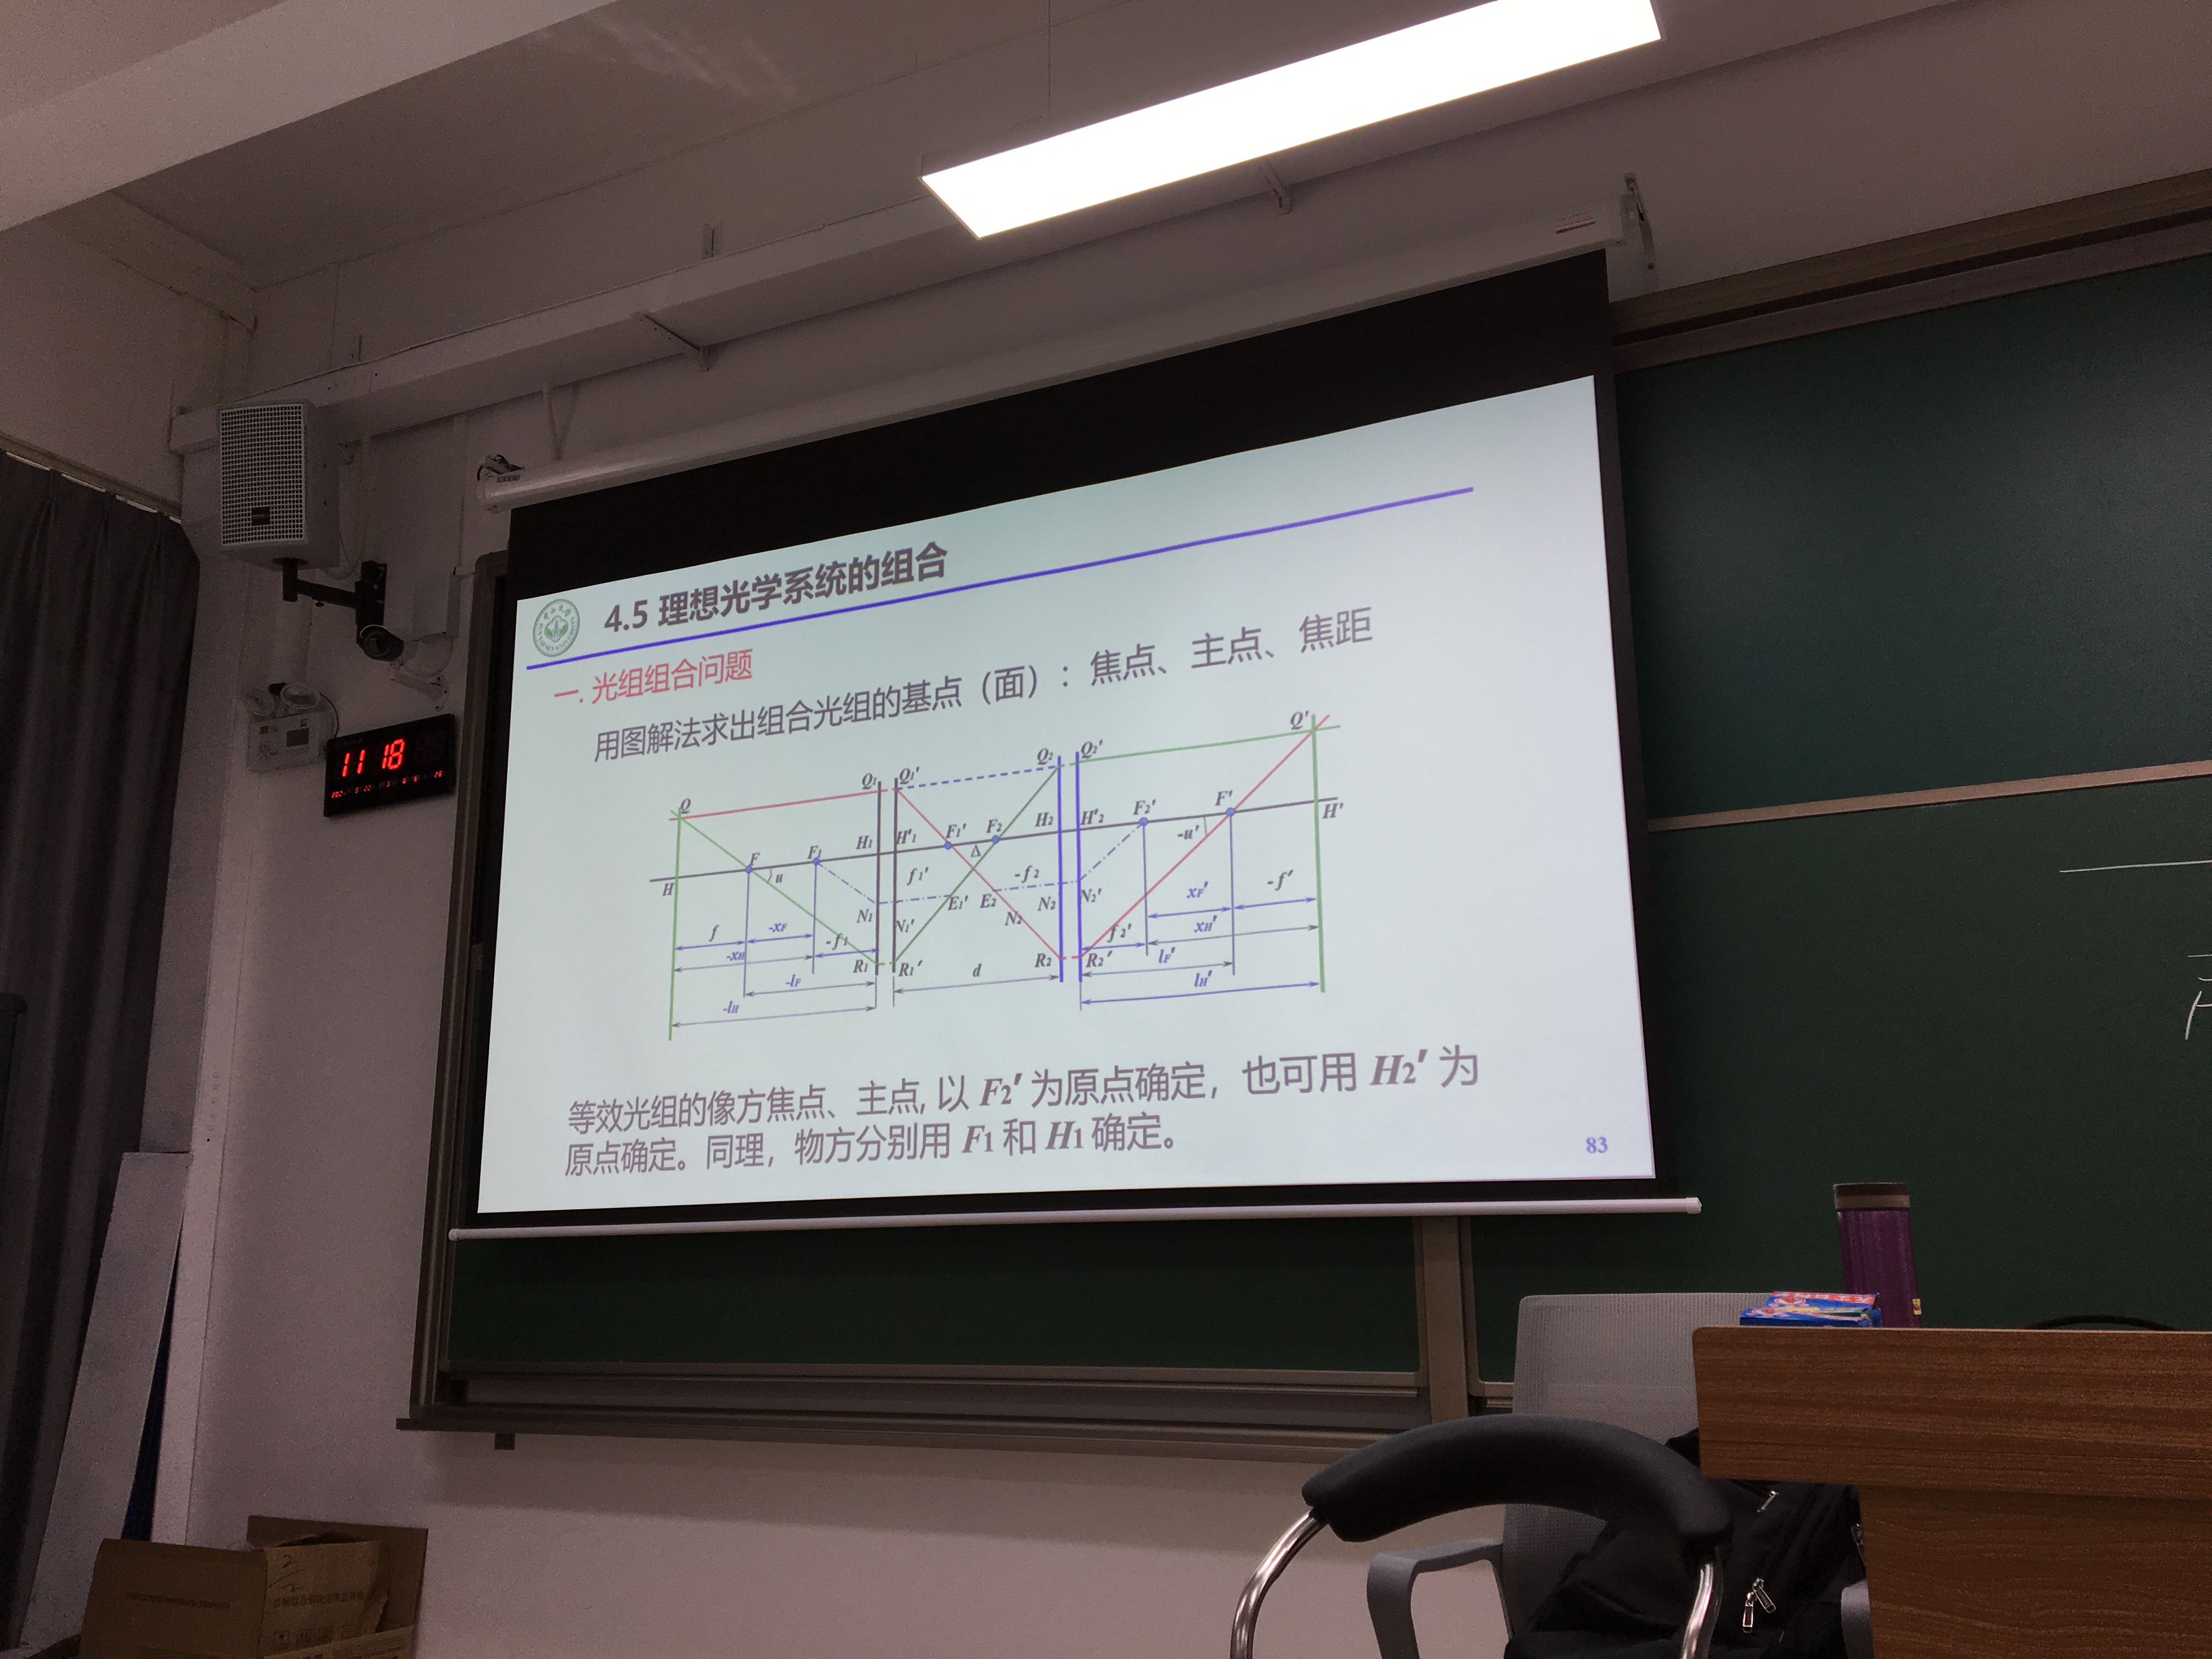 11 18
4.5 理想光学系统的组合
一. 光组组合问题
用图解法求出组合光组的基点（面）：焦点、主点、焦距
Q Q1 Q1′ Q2 Q2′ Q′
H F F1 H1 H′1 F1′ F2 H2 H′2 F2′ F′ H′
u Δ -u′
f1′ -f2
N1 N1′ E1′ E2 N2 N2 N2′
f -xF -f1 f2′ xF′ -f′
-xH xH′
R1 R1′ d R2 R2′ lF′
-lF lH′
-lH
等效光组的像方焦点、主点, 以 F2′ 为原点确定，也可用 H2′ 为
原点确定。同理，物方分别用 F1 和 H1 确定。
83